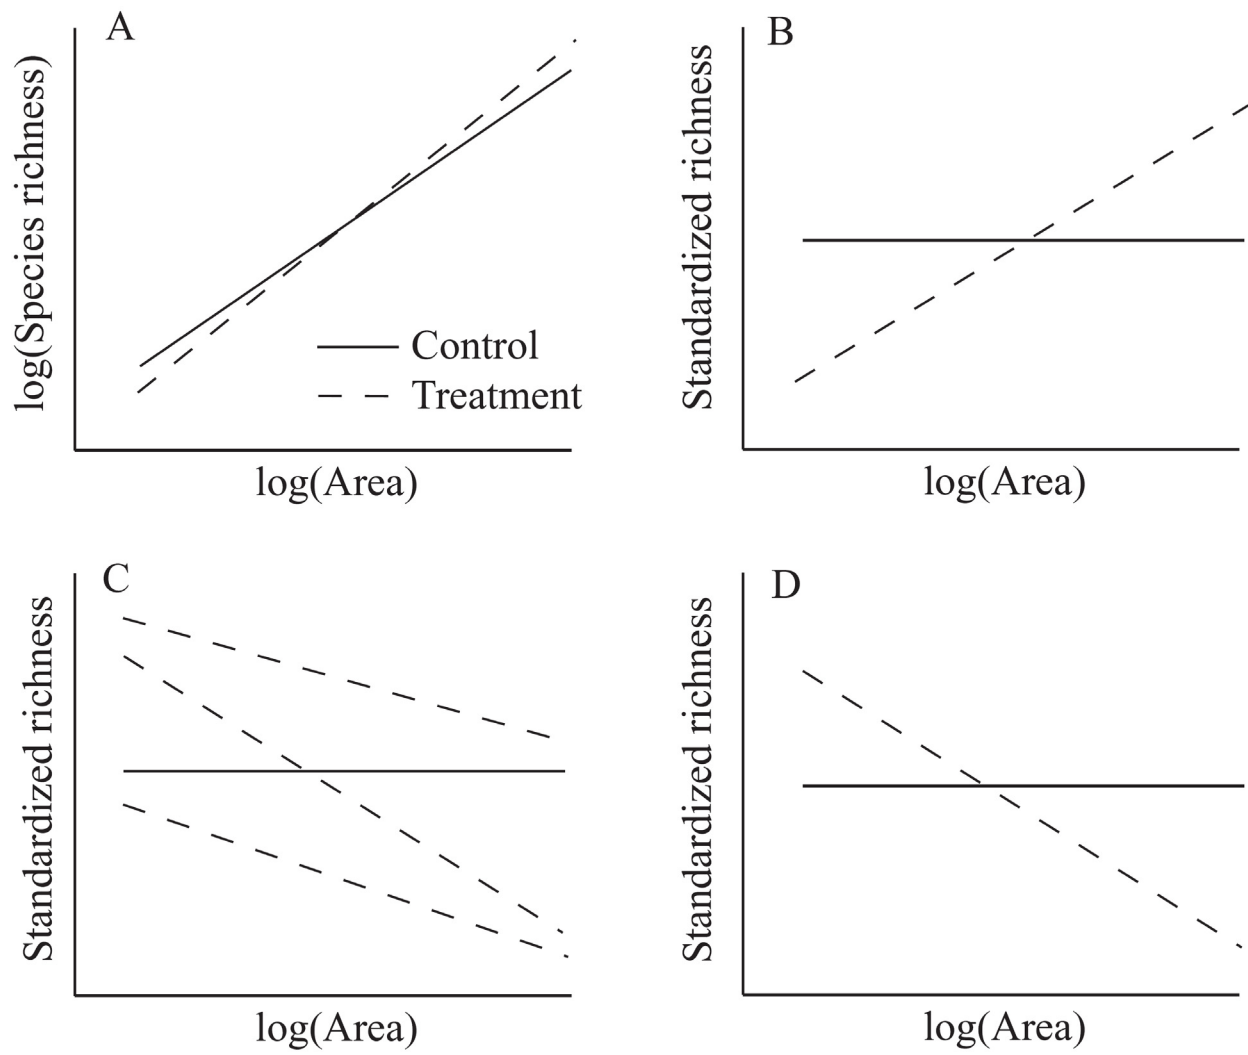 A
log(Species richness)
Control
Treatment
log(Area)
B
Standardized richness
log(Area)
C
Standardized richness
log(Area)
D
Standardized richness
log(Area)